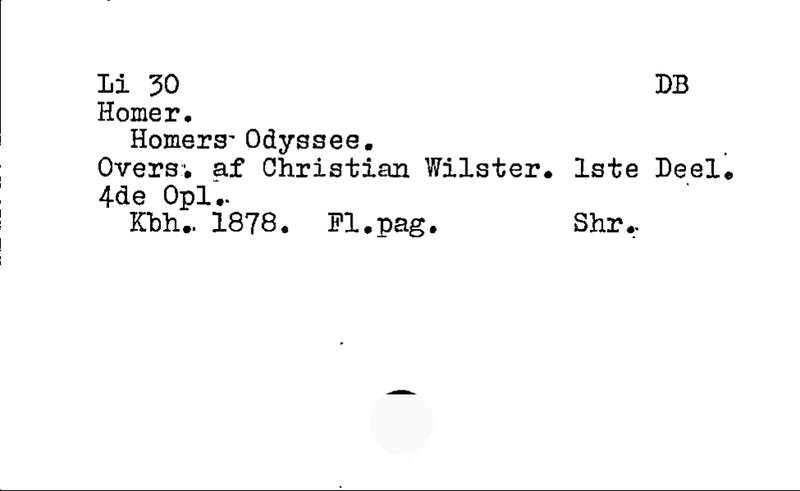 Li 30 DB
Homer.
Homers Odyssee.
Overs. af Christian Wilster. 1ste Deel.
4de Opl.
Kbh. 1878. Fl.pag. Shr.